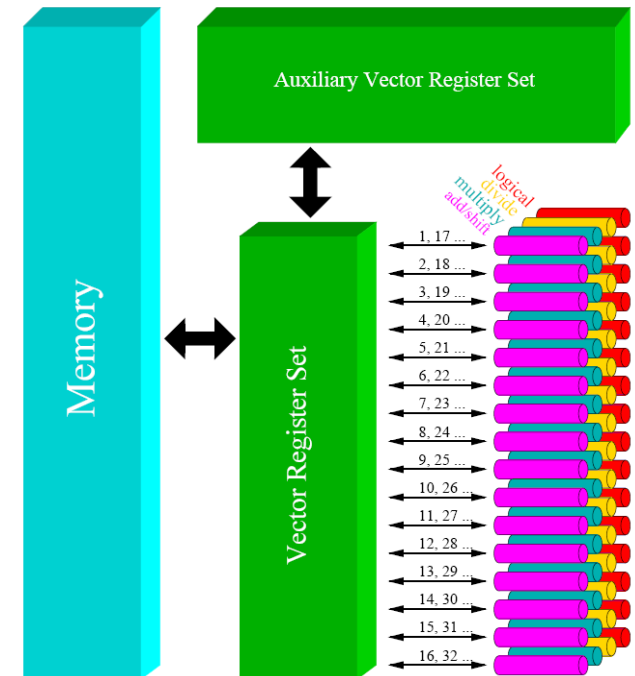 Auxiliary Vector Register Set
logical
divide
multiply
add/shift
Memory
Vector Register Set
1, 17 ...
2, 18 ...
3, 19 ...
4, 20 ...
5, 21 ...
6, 22 ...
7, 23 ...
8, 24 ...
9, 25 ...
10, 26 ...
11, 27 ...
12, 28 ...
13, 29 ...
14, 30 ...
15, 31 ...
16, 32 ...